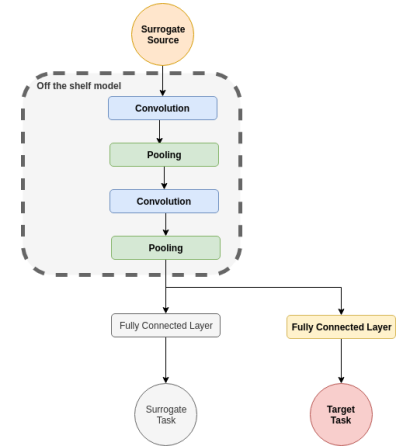 Surrogate
Source
Off the shelf model
Convolution
Pooling
Convolution
Pooling
Fully Connected Layer
Fully Connected Layer
Surrogate
Task
Target
Task